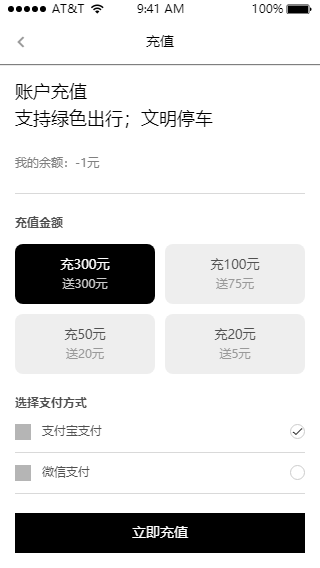 AT&T 9:41 AM 100%
充值
账户充值
支持绿色出行；文明停车
我的余额：-1元
充值金额
充300元 充100元
送300元 送75元
充50元 充20元
送20元 送5元
选择支付方式
支付宝支付
微信支付
立即充值